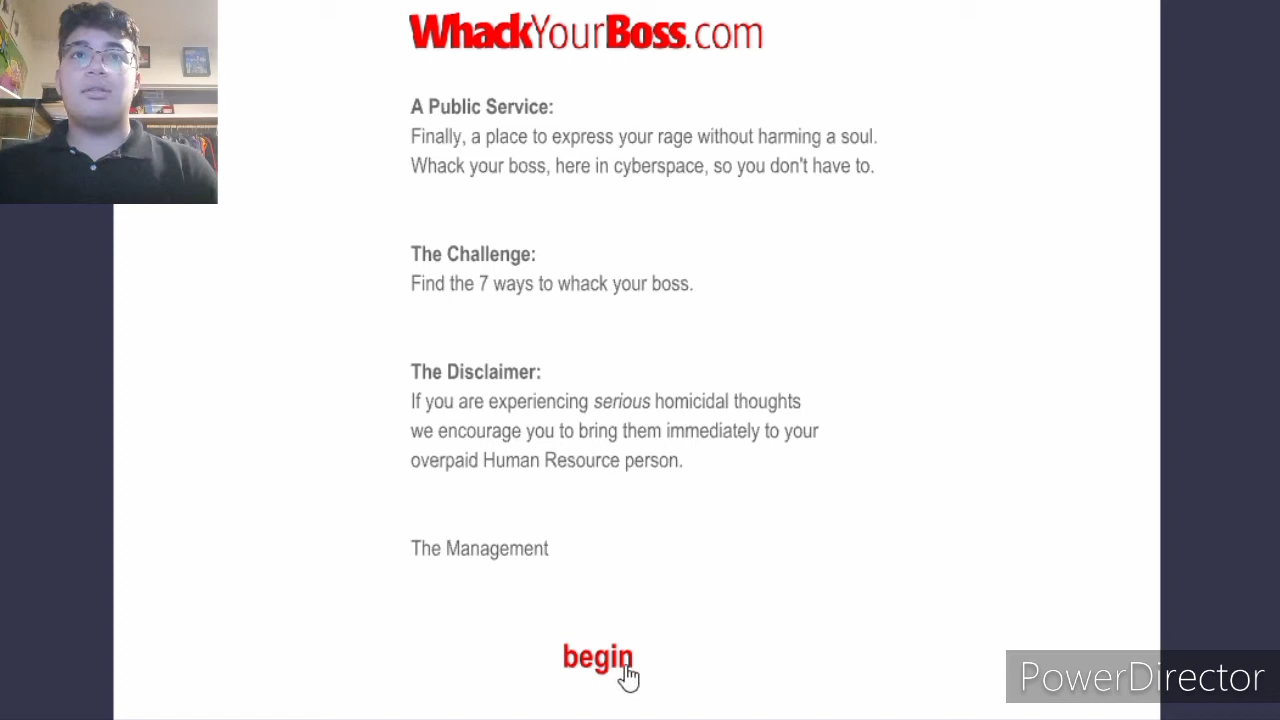 WhackYourBoss.com
A Public Service:
Finally, a place to express your rage without harming a soul.
Whack your boss, here in cyberspace, so you don't have to.
The Challenge:
Find the 7 ways to whack your boss.
The Disclaimer:
If you are experiencing serious homicidal thoughts
we encourage you to bring them immediately to your
overpaid Human Resource person.
The Management
begin
PowerDirector